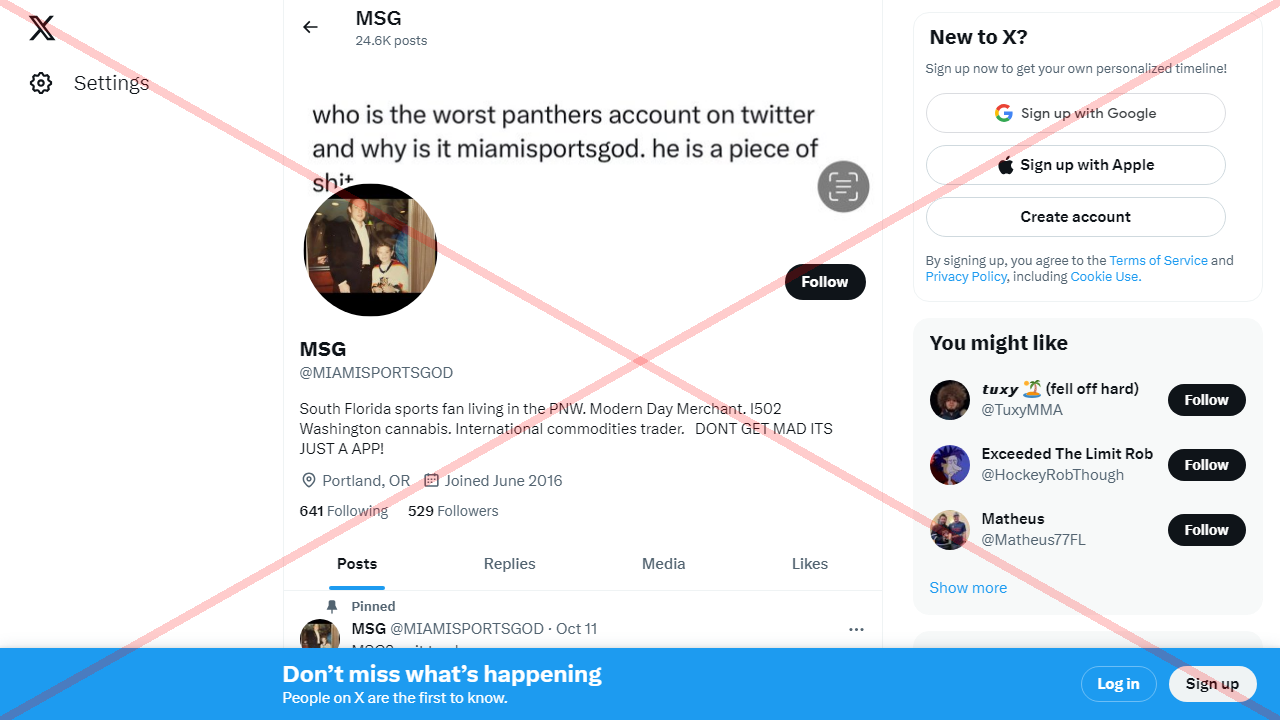 MSG
24.6K posts
Settings
who is the worst panthers account on twitter
and why is it miamisportsgod. he is a piece of
shit
Follow
MSG
@MIAMISPORTSGOD
South Florida sports fan living in the PNW. Modern Day Merchant. I502
Washington cannabis. International commodities trader. DONT GET MAD ITS
JUST A APP!
Portland, OR Joined June 2016
641 Following 529 Followers
Posts Replies Media Likes
Pinned
MSG @MIAMISPORTSGOD · Oct 11
New to X?
Sign up now to get your own personalized timeline!
Sign up with Google
Sign up with Apple
Create account
By signing up, you agree to the Terms of Service and
Privacy Policy, including Cookie Use.
You might like
tuxy 🏝️ (fell off hard)
@TuxyMMA
Follow
Exceeded The Limit Rob
@HockeyRobThough
Follow
Matheus
@Matheus77FL
Follow
Show more
Don’t miss what’s happening
People on X are the first to know.
Log in
Sign up